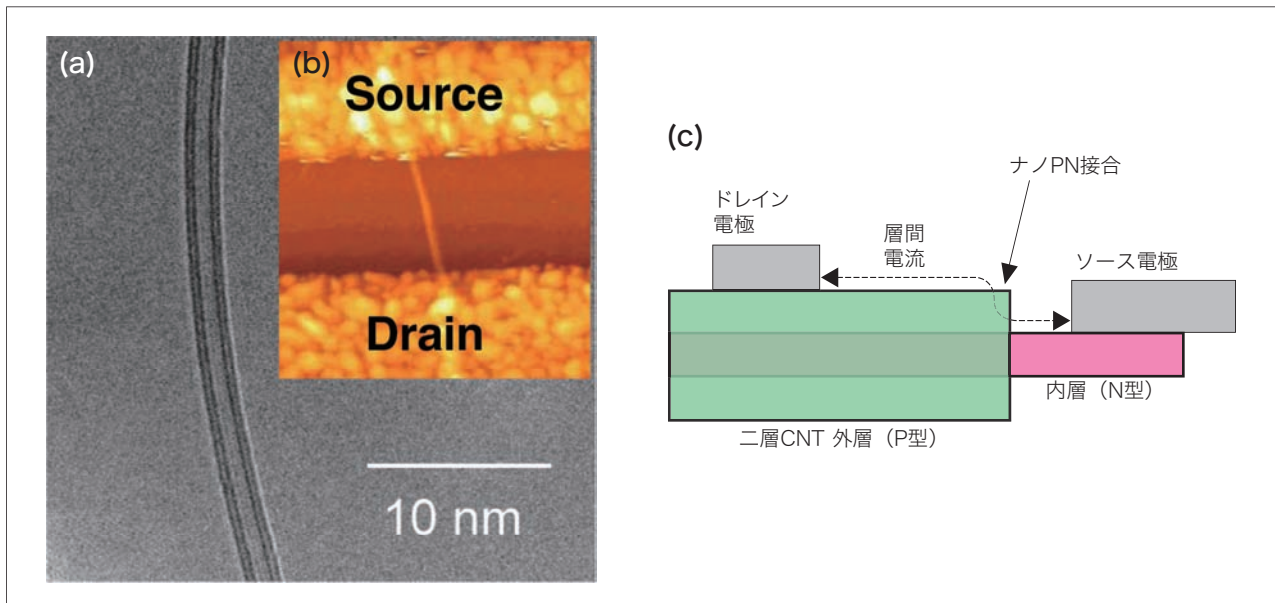 (a)
(b)
Source
Drain
10 nm
(c)
ナノPN接合
ドレイン
電極
層間
電流
ソース電極
内層（N型）
二層CNT 外層（P型）